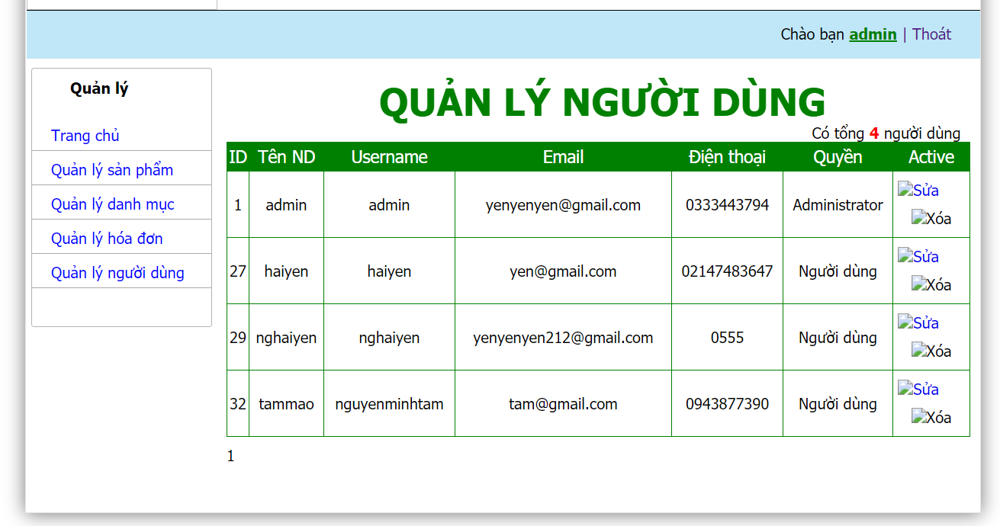 Chào bạn admin | Thoát
Quản lý
Trang chủ
Quản lý sản phẩm
Quản lý danh mục
Quản lý hóa đơn
Quản lý người dùng
QUẢN LÝ NGƯỜI DÙNG
Có tổng 4 người dùng
ID Tên ND Username Email Điện thoại Quyền Active
1 admin admin yenyenyen@gmail.com 0333443794 Administrator Sửa
Xóa
27 haiyen haiyen yen@gmail.com 02147483647 Người dùng Sửa
Xóa
29 nghaiyen nghaiyen yenyenyen212@gmail.com 0555 Người dùng Sửa
Xóa
32 tammao nguyenminhtam tam@gmail.com 0943877390 Người dùng Sửa
Xóa
1